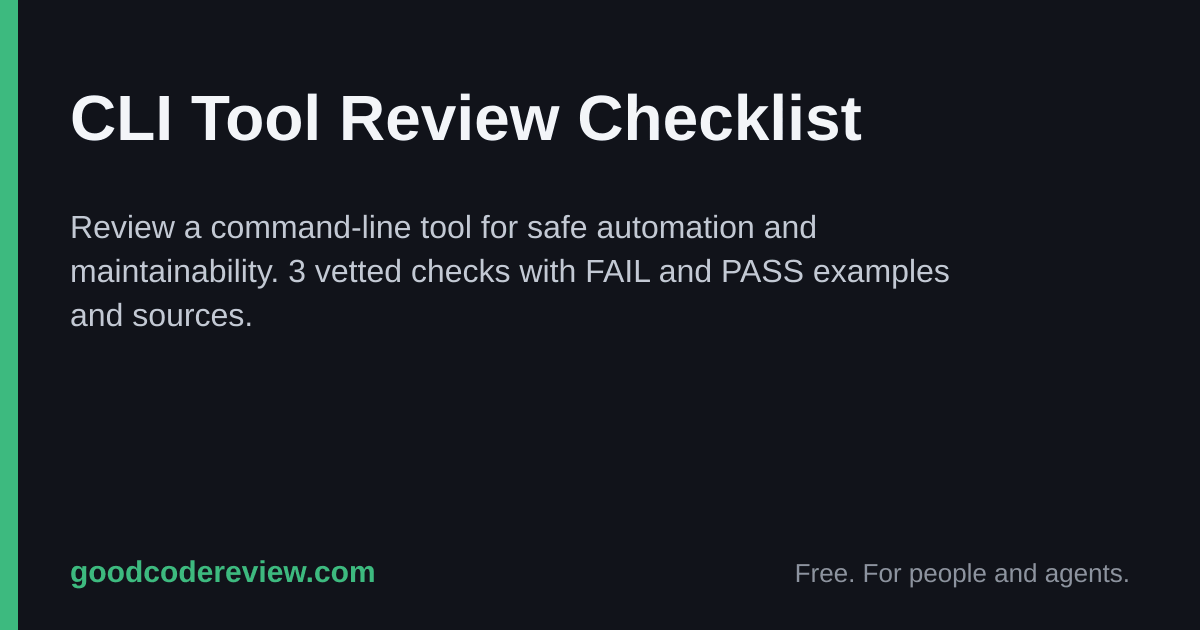 CLI Tool Review Checklist
Review a command-line tool for safe automation and
maintainability. 3 vetted checks with FAIL and PASS examples
and sources.
goodcodereview.com
Free. For people and agents.